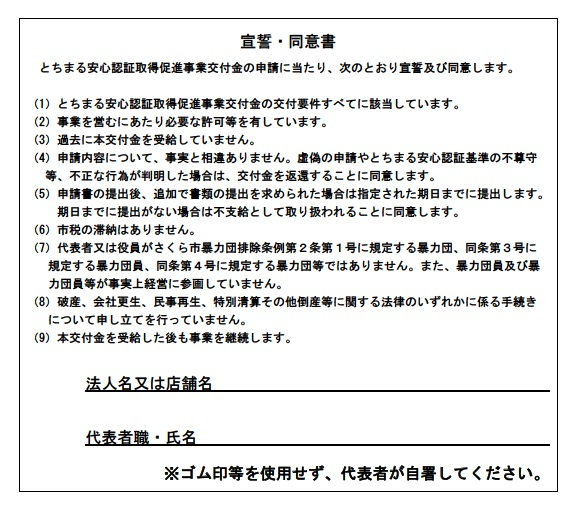 宣誓・同意書
とちまる安心認証取得促進事業交付金の申請に当たり、次のとおり宣誓及び同意します。
(1) とちまる安心認証取得促進事業交付金の交付要件すべてに該当しています。
(2) 事業を営むにあたり必要な許可等を有しています。
(3) 過去に本交付金を受給していません。
(4) 申請内容について、事実と相違ありません。虚偽の申請やとちまる安心認証基準の不尊守
等、不正な行為が判明した場合は、交付金を返還することに同意します。
(5) 申請書の提出後、追加で書類の提出を求められた場合は指定された期日までに提出します。
期日までに提出がない場合は不支給として取り扱われることに同意します。
(6) 市税の滞納はありません。
(7) 代表者又は役員がさくら市暴力団排除条例第２条第１号に規定する暴力団、同条第３号に
規定する暴力団員、同条第４号に規定する暴力団等ではありません。また、暴力団員及び暴
力団員等が事実上経営に参画していません。
(8) 破産、会社更生、民事再生、特別清算その他倒産等に関する法律のいずれかに係る手続き
について申し立てを行っていません。
(9) 本交付金を受給した後も事業を継続します。
法人名又は店舗名
代表者職・氏名
※ゴム印等を使用せず、代表者が自署してください。